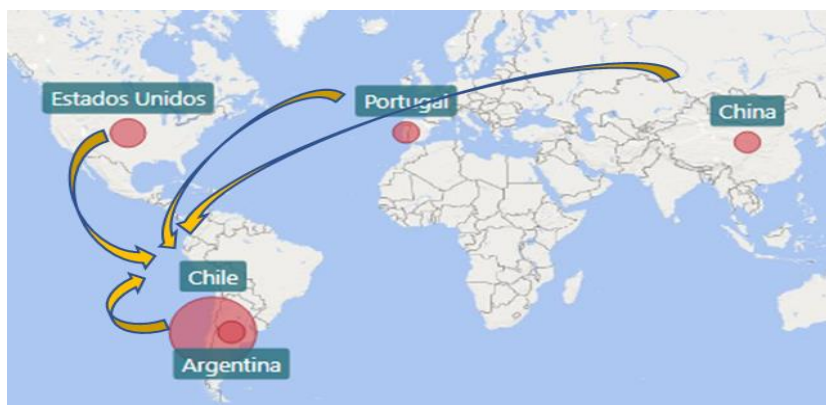 Estados Unidos
Portugal
China
Chile
Argentina